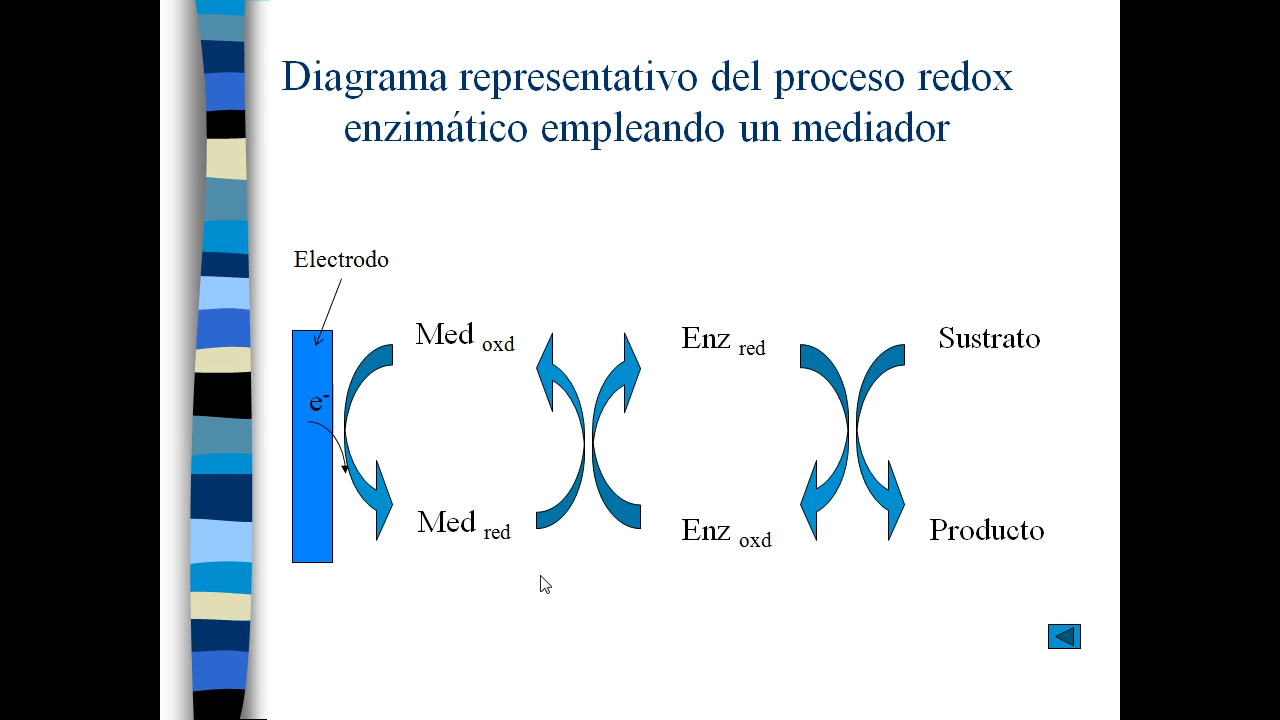 Diagrama representativo del proceso redox
enzimático empleando un mediador
Electrodo
Med oxd
Enz red
Sustrato
e-
Med red
Enz oxd
Producto